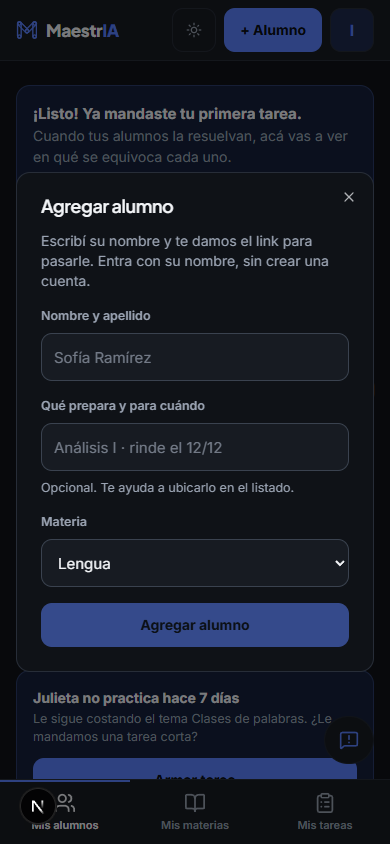 MaestrIA
+ Alumno
I
¡Listo! Ya mandaste tu primera tarea.
Cuando tus alumnos la resuelvan, acá vas a ver
en qué se equivoca cada uno.
Agregar alumno
Escribí su nombre y te damos el link para
pasarle. Entra con su nombre, sin crear una
cuenta.
Nombre y apellido
Sofía Ramírez
Qué prepara y para cuándo
Análisis I · rinde el 12/12
Opcional. Te ayuda a ubicarlo en el listado.
Materia
Lengua
Agregar alumno
Julieta no practica hace 7 días
Le sigue costando el tema Clases de palabras. ¿Le
mandamos una tarea corta?
Armar tarea
N
Mis alumnos
Mis materias
Mis tareas